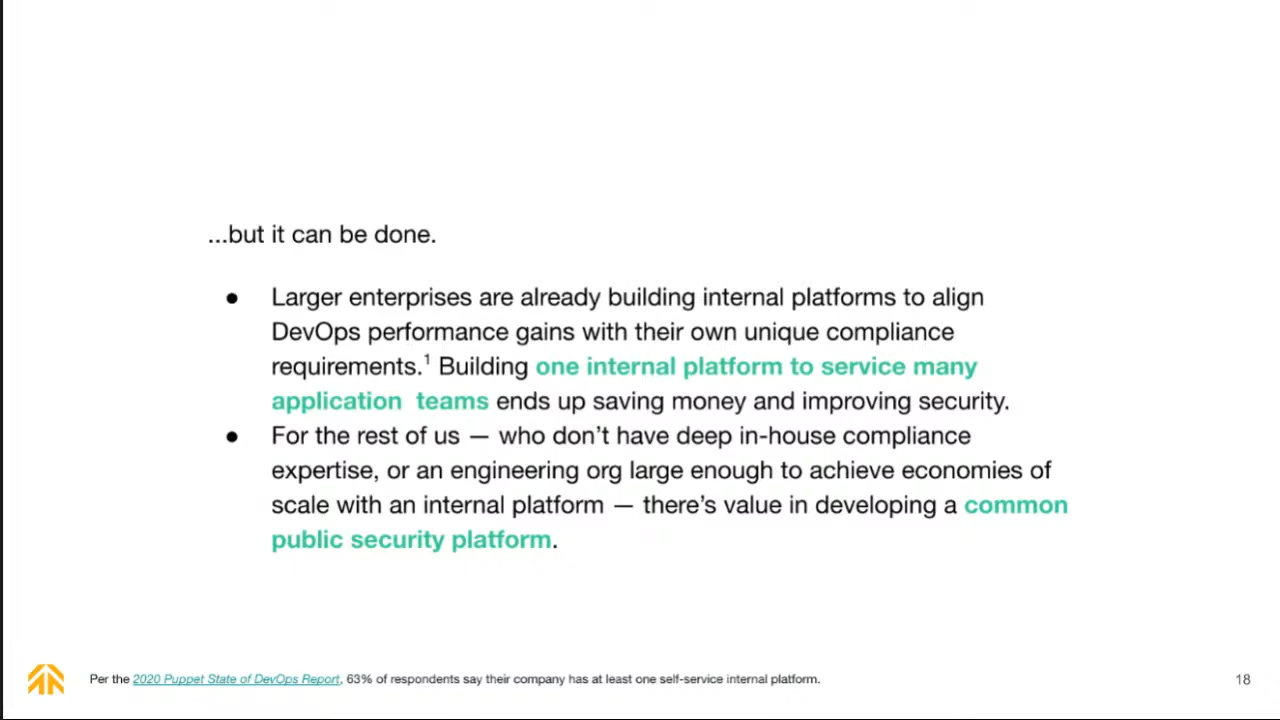 ...but it can be done.
● Larger enterprises are already building internal platforms to align
DevOps performance gains with their own unique compliance
requirements.¹ Building one internal platform to service many
application  teams ends up saving money and improving security.
● For the rest of us — who don’t have deep in-house compliance
expertise, or an engineering org large enough to achieve economies of
scale with an internal platform — there’s value in developing a common
public security platform.
Per the 2020 Puppet State of DevOps Report, 63% of respondents say their company has at least one self-service internal platform.
18